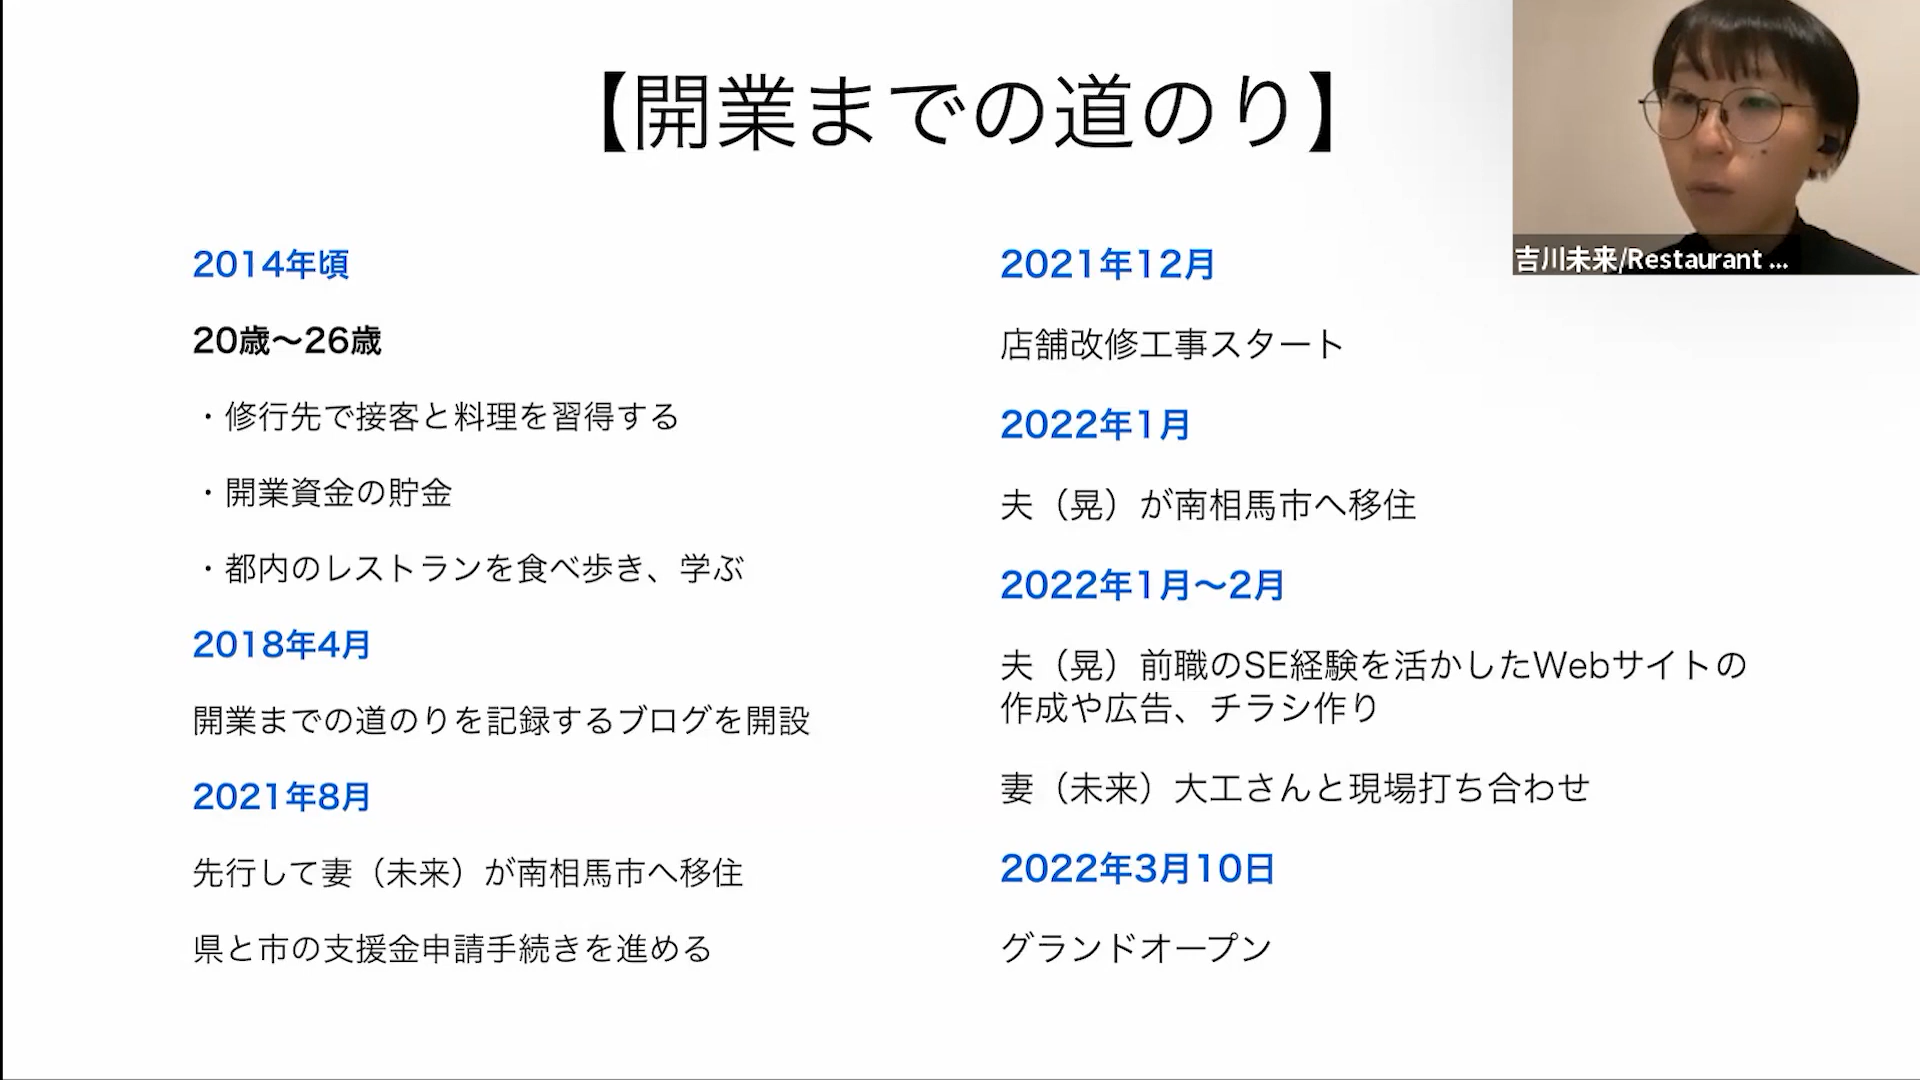 【開業までの道のり】
2014年頃
20歳〜26歳
・修行先で接客と料理を習得する
・開業資金の貯金
・都内のレストランを食べ歩き、学ぶ
2018年4月
開業までの道のりを記録するブログを開設
2021年8月
先行して妻（未来）が南相馬市へ移住
県と市の支援金申請手続きを進める
2021年12月
店舗改修工事スタート
2022年1月
夫（晃）が南相馬市へ移住
2022年1月〜2月
夫（晃）前職のSE経験を活かしたWebサイトの
作成や広告、チラシ作り
妻（未来）大工さんと現場打ち合わせ
2022年3月10日
グランドオープン
吉川未来/Restaurant ...